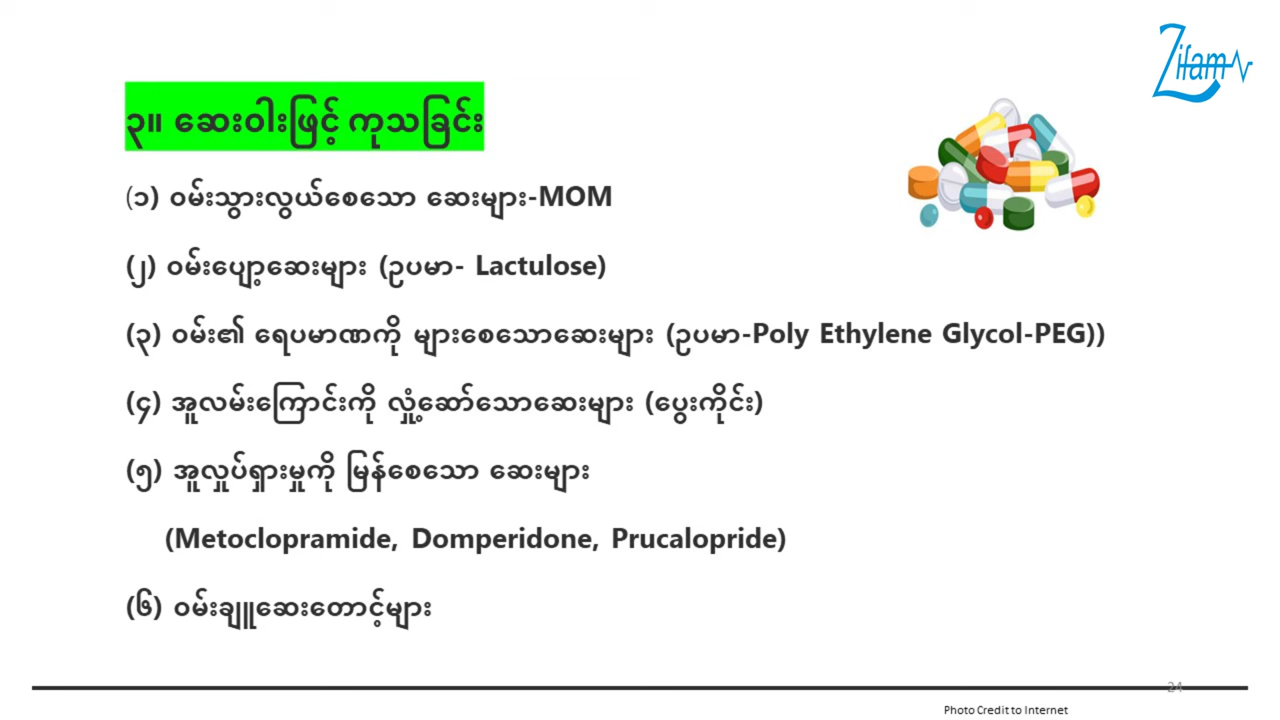 Zifam
၃။ ဆေးဝါးဖြင့် ကုသခြင်း
(၁) ဝမ်းသွားလွယ်စေသော ဆေးများ-MOM
(၂) ဝမ်းပျော့ဆေးများ (ဥပမာ- Lactulose)
(၃) ဝမ်း၏ ရေပမာဏကို များစေသောဆေးများ (ဥပမာ-Poly Ethylene Glycol-PEG))
(၄) အူလမ်းကြောင်းကို လှုံ့ဆော်သောဆေးများ (ပွေးကိုင်း)
(၅) အူလှုပ်ရှားမှုကို မြန်စေသော ဆေးများ
(Metoclopramide, Domperidone, Prucalopride)
(၆) ဝမ်းချူဆေးတောင့်များ
24
Photo Credit to Internet